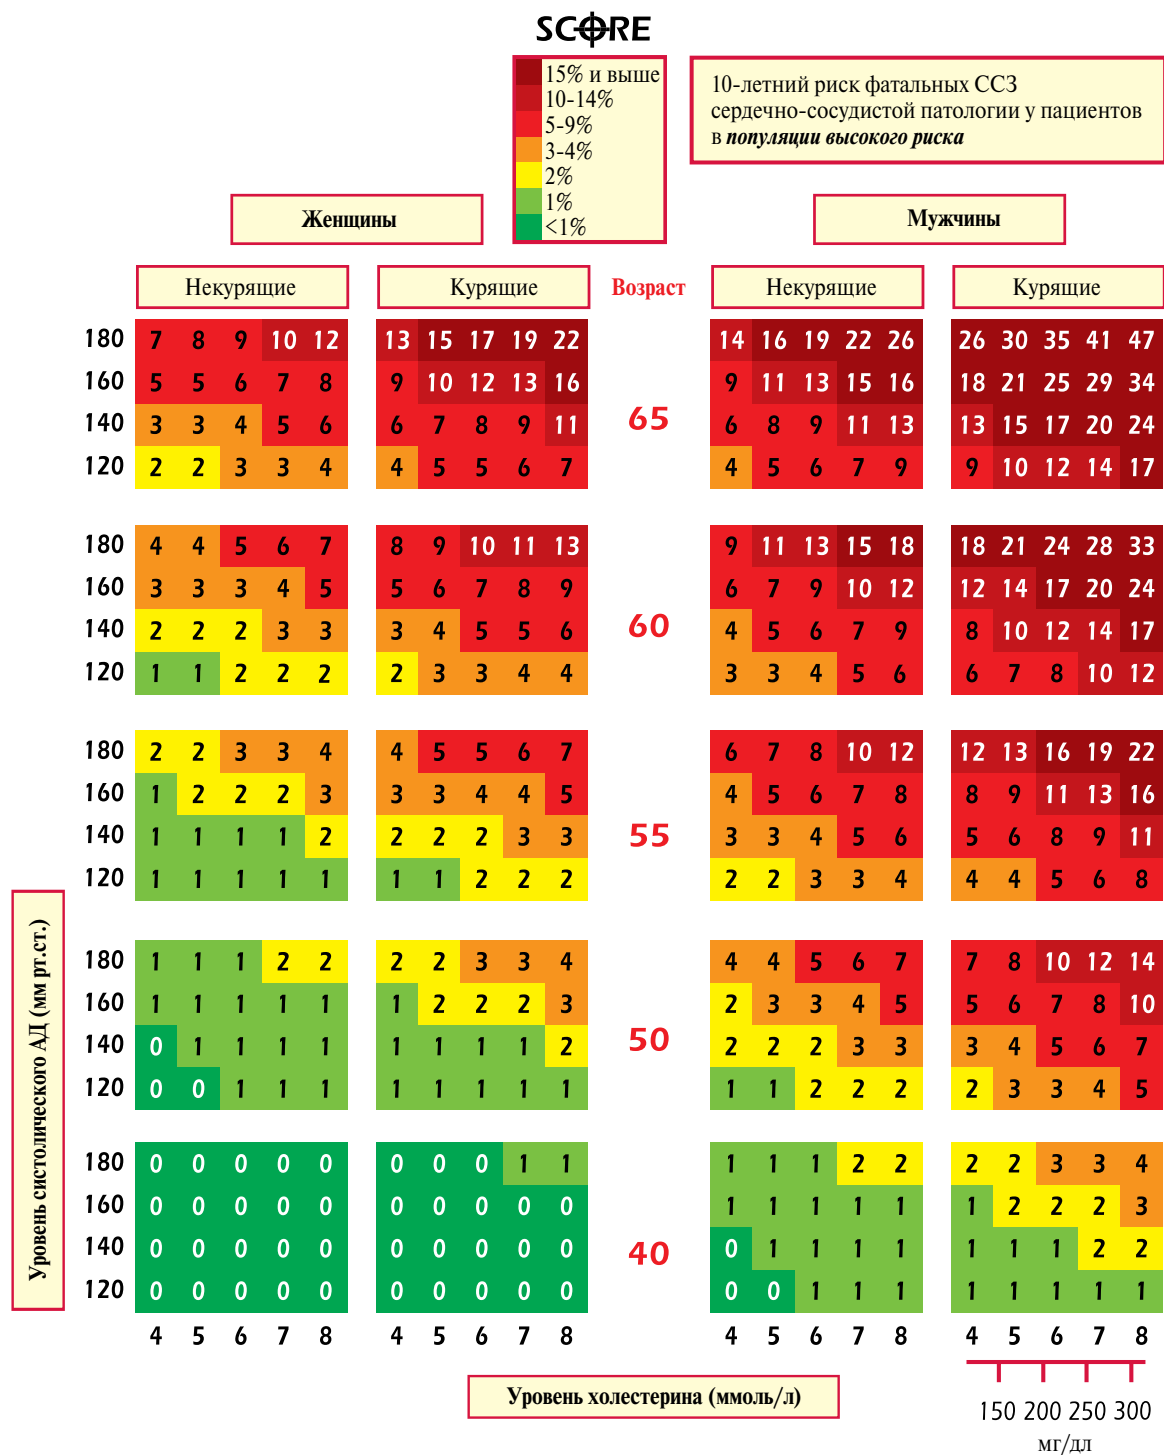 SCORE
15% и выше
10-14%
5-9%
3-4%
2%
1%
<1%
10-летний риск фатальных ССЗ
сердечно-сосудистой патологии у пациентов
в популяции высокого риска
Женщины
Мужчины
Некурящие Курящие Возраст Некурящие Курящие
180 7 8 9 10 12 13 15 17 19 22 14 16 19 22 26 26 30 35 41 47
160 5 5 6 7 8 9 10 12 13 16 9 11 13 15 16 18 21 25 29 34
65
140 3 3 4 5 6 6 7 8 9 11 6 8 9 11 13 13 15 17 20 24
120 2 2 3 3 4 4 5 5 6 7 4 5 6 7 9 9 10 12 14 17
180 4 4 5 6 7 8 9 10 11 13 9 11 13 15 18 18 21 24 28 33
160 3 3 3 4 5 5 6 7 8 9 6 7 9 10 12 12 14 17 20 24
60
140 2 2 2 3 3 3 4 5 5 6 4 5 6 7 9 8 10 12 14 17
120 1 1 2 2 2 2 3 3 4 4 3 3 4 5 6 6 7 8 10 12
180 2 2 3 3 4 4 5 5 6 7 6 7 8 10 12 12 13 16 19 22
160 1 2 2 2 3 3 3 4 4 5 4 5 6 7 8 8 9 11 13 16
55
140 1 1 1 1 2 2 2 2 3 3 3 3 4 5 6 5 6 8 9 11
120 1 1 1 1 1 1 1 2 2 2 2 2 3 3 4 4 4 5 6 8
180 1 1 1 2 2 2 2 3 3 4 4 4 5 6 7 7 8 10 12 14
160 1 1 1 1 1 1 2 2 2 3 2 3 3 4 5 5 6 7 8 10
50
140 0 1 1 1 1 1 1 1 1 2 2 2 2 3 3 3 4 5 6 7
120 0 0 1 1 1 1 1 1 1 1 1 1 2 2 2 2 3 3 4 5
180 0 0 0 0 0 0 0 0 1 1 1 1 1 2 2 2 2 3 3 4
160 0 0 0 0 0 0 0 0 0 0 1 1 1 1 1 1 2 2 2 3
40
140 0 0 0 0 0 0 0 0 0 0 0 1 1 1 1 1 1 1 2 2
120 0 0 0 0 0 0 0 0 0 0 0 0 1 1 1 1 1 1 1 1
4 5 6 7 8 4 5 6 7 8 4 5 6 7 8 4 5 6 7 8
Уровень систолического АД (мм рт.ст.)
Уровень холестерина (ммоль/л)
150 200 250 300
мг/дл